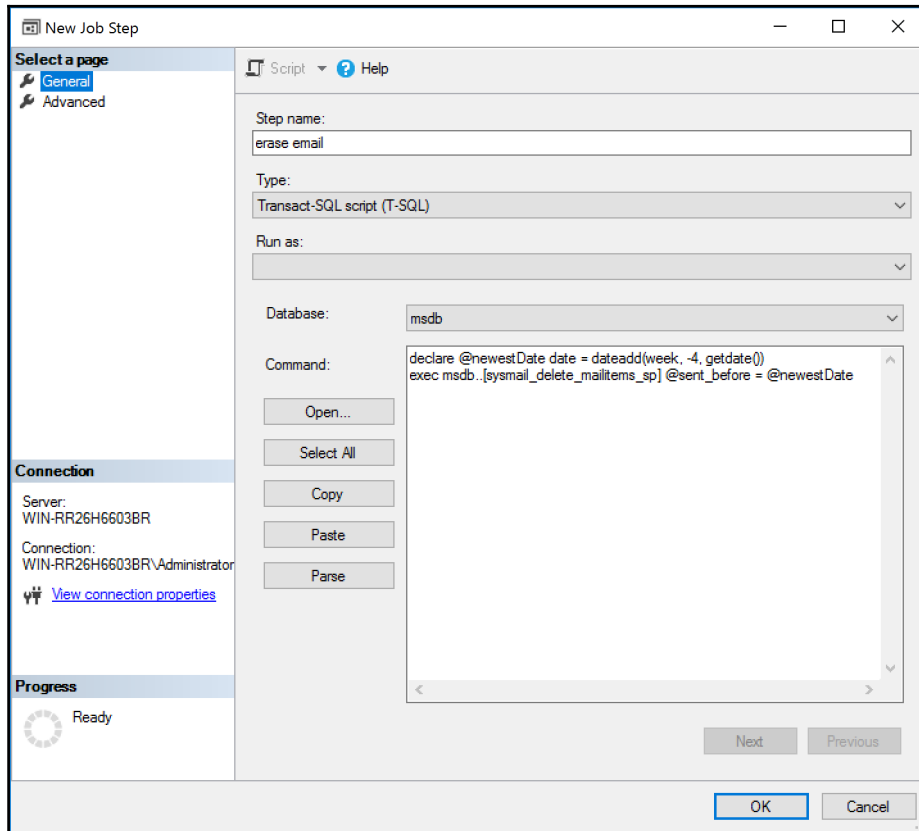 New Job Step
Select a page
General
Advanced
Script
Help
Step name:
erase email
Type:
Transact-SQL script (T-SQL)
Run as:
Database:
msdb
Command:
declare @newestDate date = dateadd(week, -4, getdate())
exec msdb..[sysmail_delete_mailitems_sp] @sent_before = @newestDate
Open...
Select All
Copy
Paste
Parse
Connection
Server:
WIN-RR26H6603BR
Connection:
WIN-RR26H6603BR\Administrator
View connection properties
Progress
Ready
Next
Previous
OK
Cancel